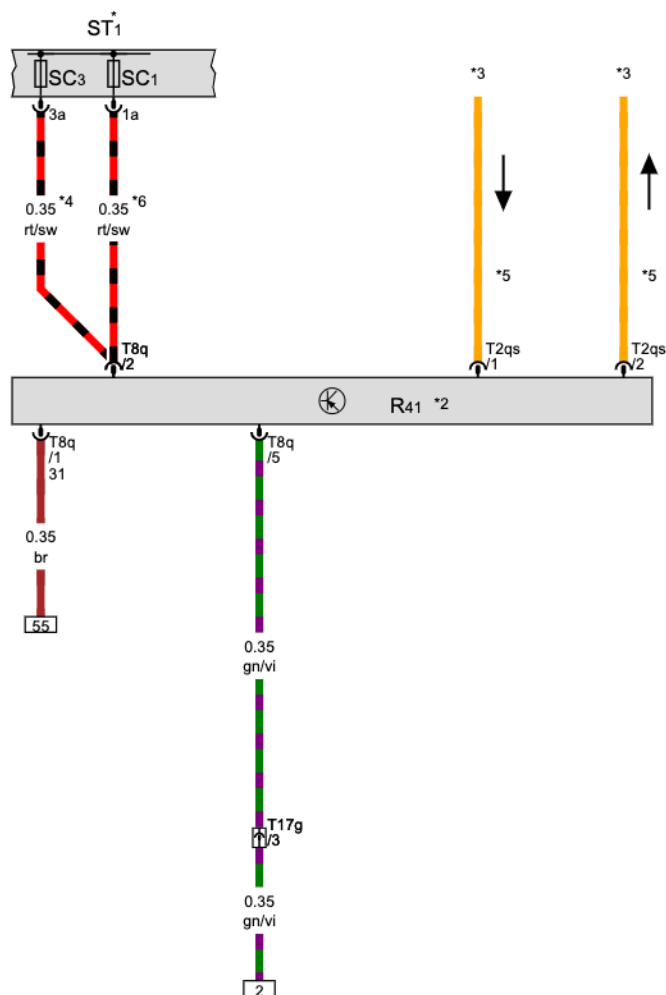 ST1*
SC3
SC1
3a
1a
*3
*3
0.35 *4
rt/sw
0.35 *6
rt/sw
*5
*5
T8q
/2
T2qs
/1
T2qs
/2
R41 *2
T8q
/1
31
T8q
/5
0.35
br
55
0.35
gn/vi
T17g
/3
0.35
gn/vi
2